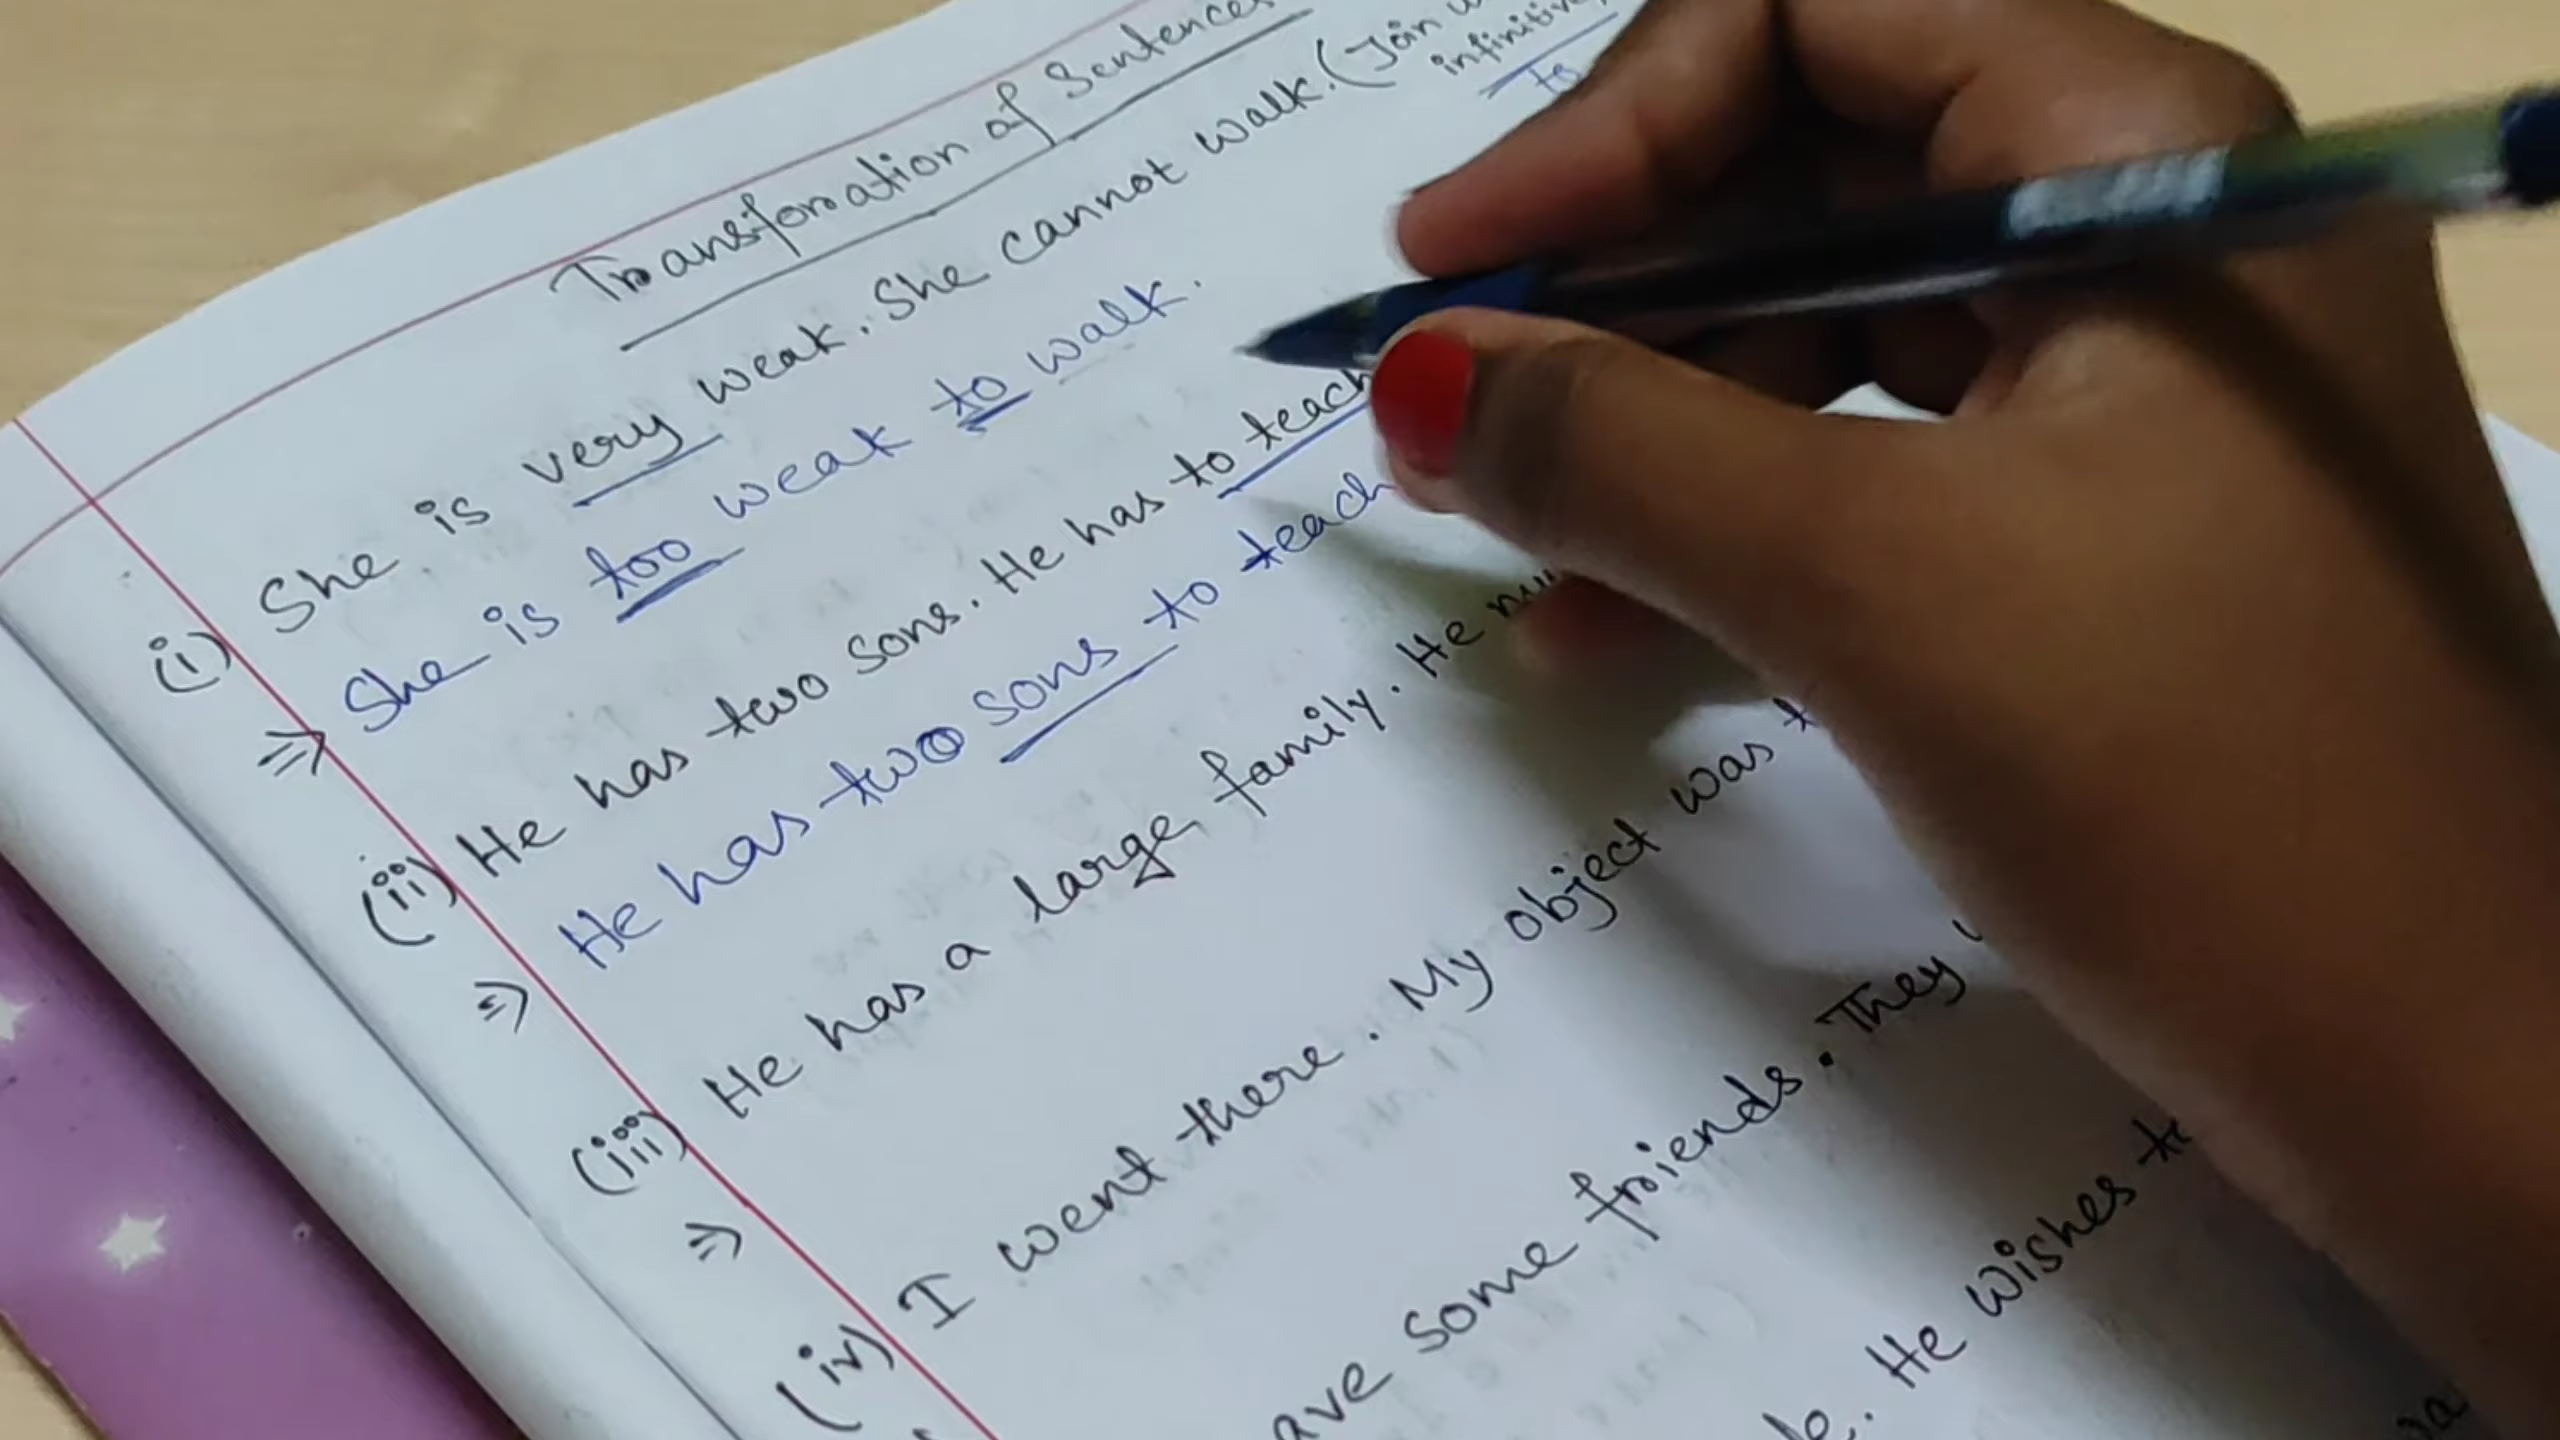 Transforation of Sentences
(i) She is very weak. She cannot walk. (Join
infinitive,
to
⇒ She is too weak to walk.
(ii) He has two sons. He has to teach
⇒ He has two sons to teach
(iii) He has a large family. He
⇒
(iv) I went there. My object was
some friends. They
He wishes